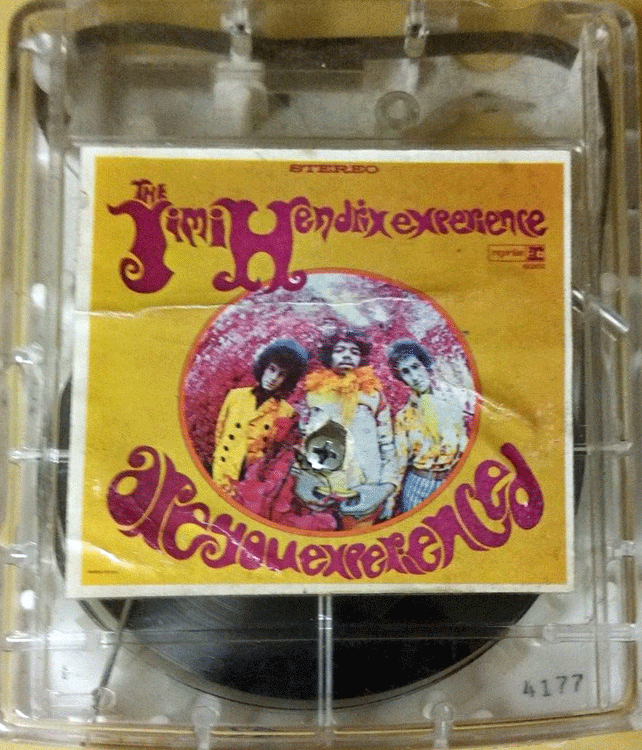 STEREO
THE
Jimi Hendrix experience
reprise
are you experienced
4177